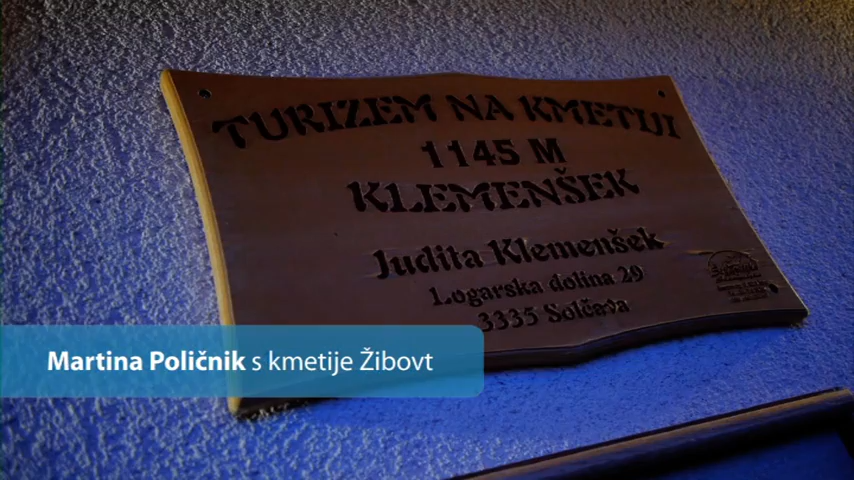 TURIZEM NA KMETIJI
1145 M
KLEMENŠEK
Judita Klemenšek
Logarska dolina 29
3335 Solčava
Martina Poličnik s kmetije Žibovt